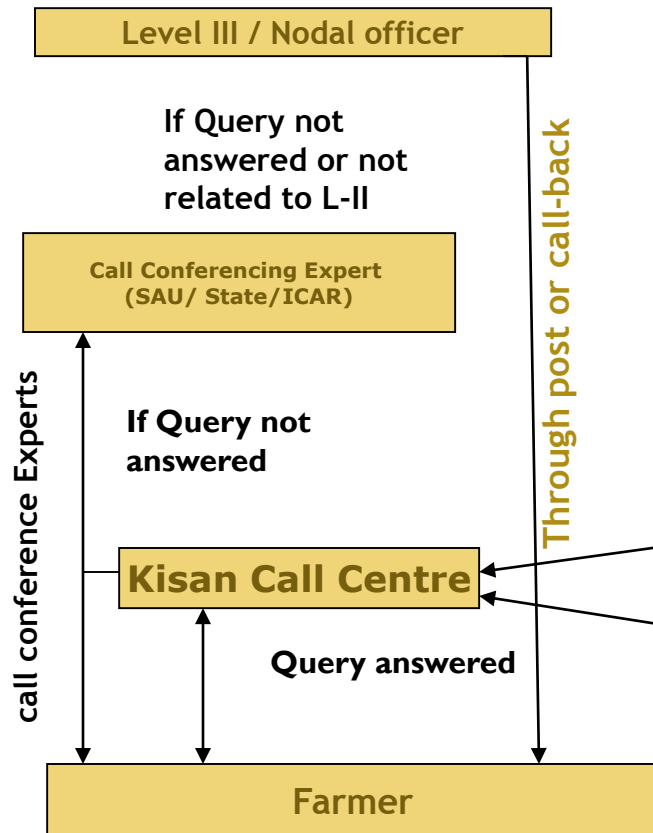 Level III / Nodal officer
If Query not
answered or not
related to L-II
Through post or call-back
Call Conferencing Expert
(SAU/ State/ICAR)
call conference Experts
If Query not
answered
Kisan Call Centre
Query answered
Farmer